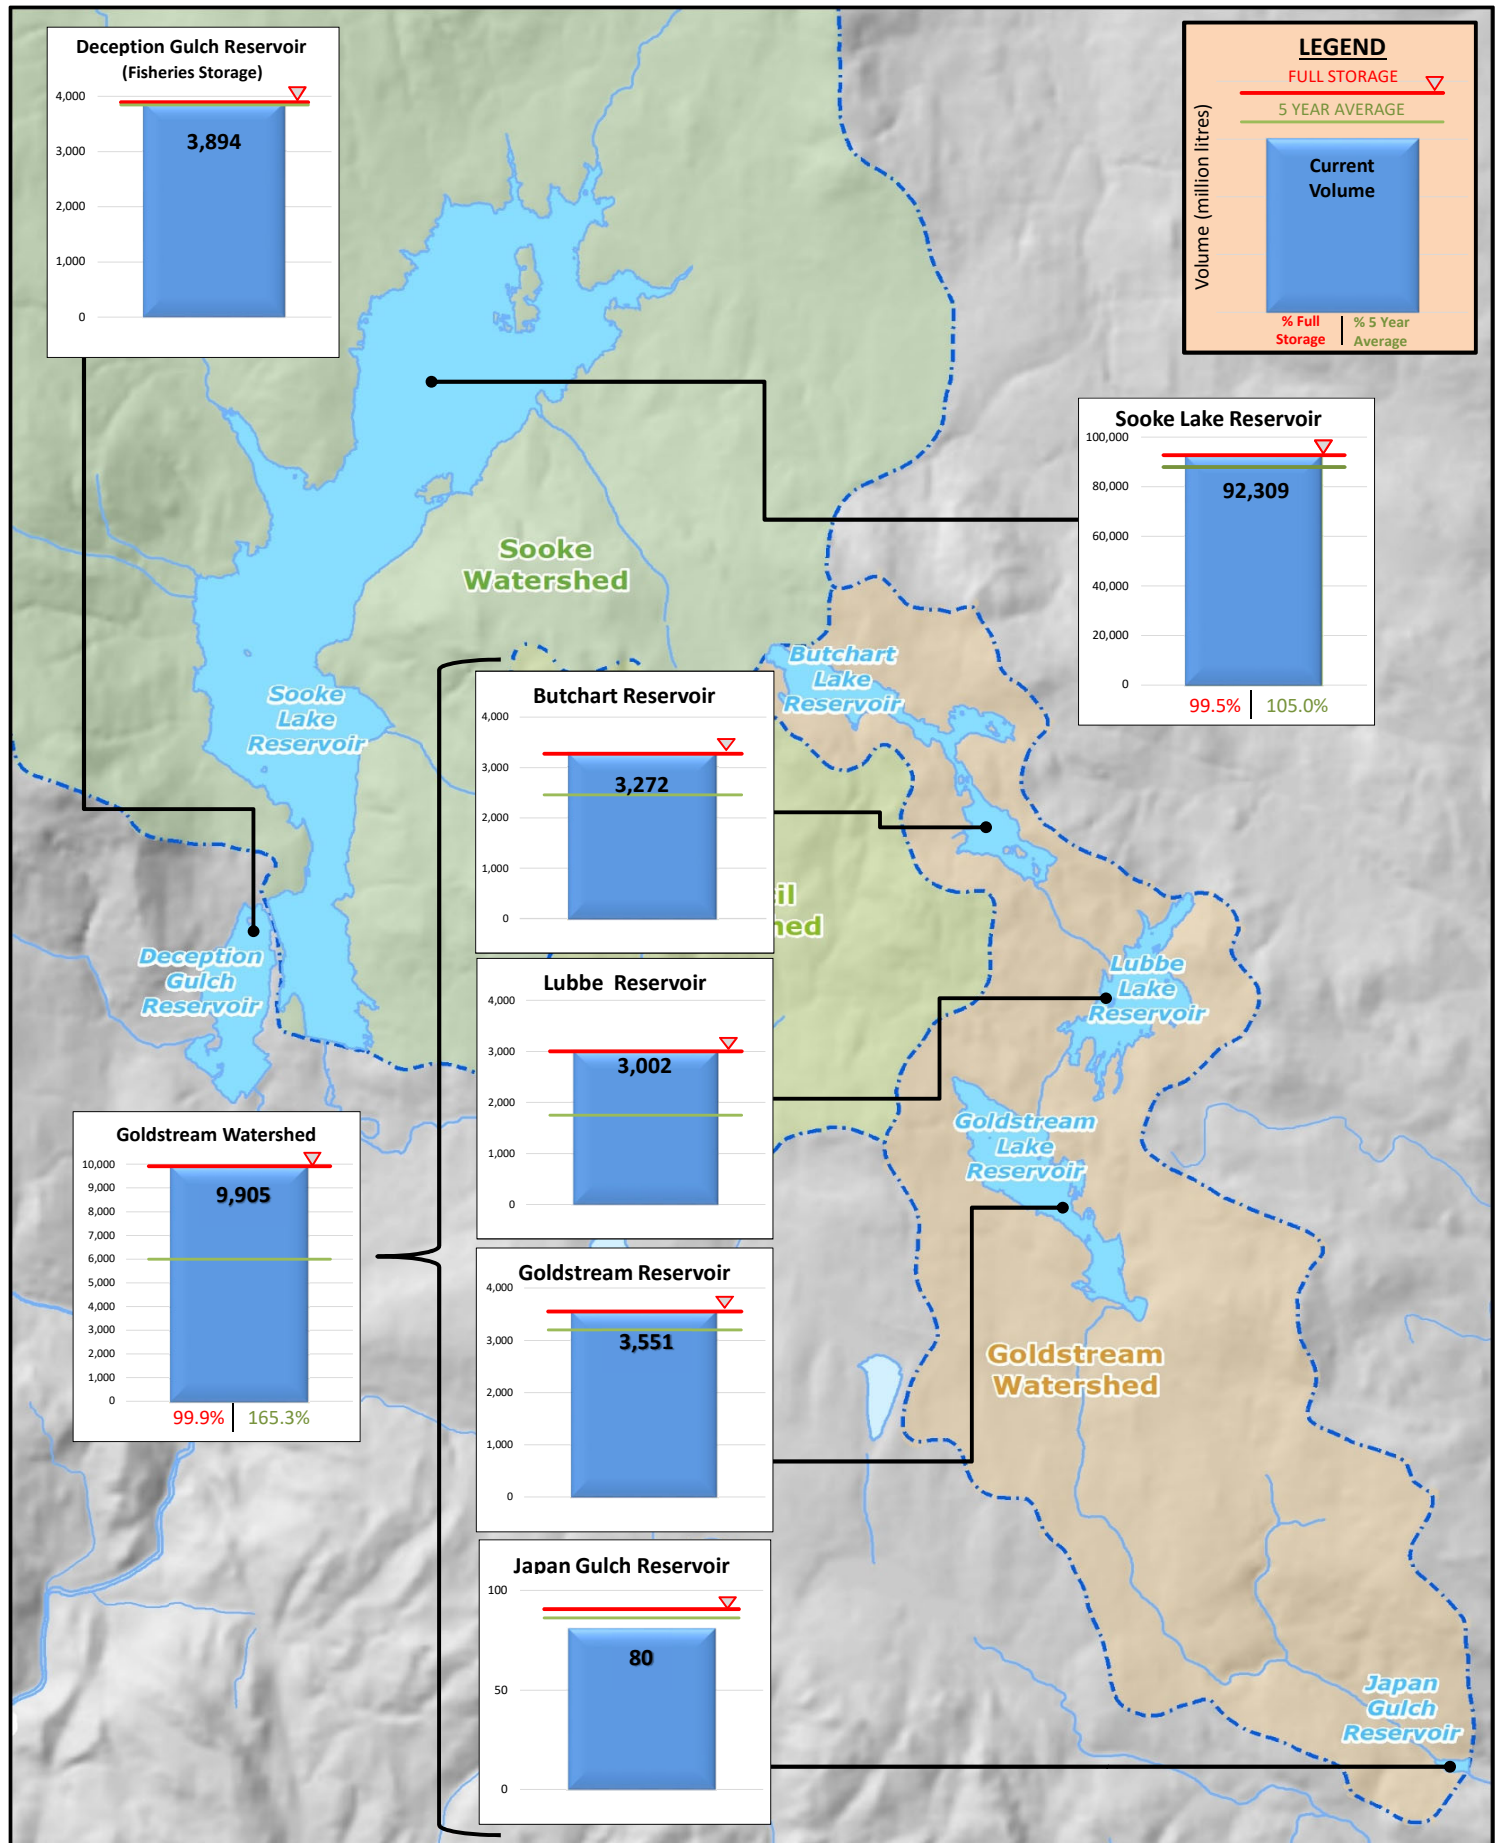 Deception Gulch Reservoir
(Fisheries Storage)
4,000
3,000
2,000
1,000
0
3,894
LEGEND
FULL STORAGE
5 YEAR AVERAGE
Current
Volume
Volume (million litres)
% Full
Storage
% 5 Year
Average
Sooke Lake Reservoir
100,000
80,000
60,000
40,000
20,000
0
92,309
99.5%
105.0%
Sooke
Watershed
Sooke
Lake
Reservoir
Butchart
Lake
Reservoir
Butchart Reservoir
4,000
3,000
2,000
1,000
0
3,272
il
hed
Deception
Gulch
Reservoir
Lubbe
Lake
Reservoir
Lubbe Reservoir
4,000
3,000
2,000
1,000
0
3,002
Goldstream
Lake
Reservoir
Goldstream Watershed
10,000
9,000
8,000
7,000
6,000
5,000
4,000
3,000
2,000
1,000
0
9,905
99.9%
165.3%
Goldstream Reservoir
4,000
3,000
2,000
1,000
0
3,551
Goldstream
Watershed
Japan Gulch Reservoir
100
50
0
80
Japan
Gulch
Reservoir